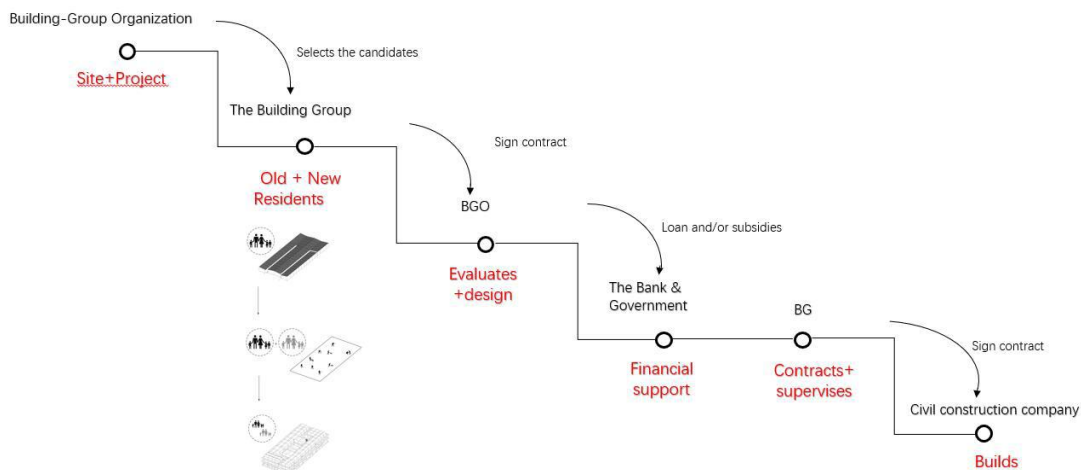 Building-Group Organization
Selects the candidates
Site+Project
The Building Group
Sign contract
Old + New
Residents
BGO
Loan and/or subsidies
Evaluates
+design
The Bank &
Government
BG
Sign contract
Financial
support
Contracts+
supervises
Civil construction company
Builds